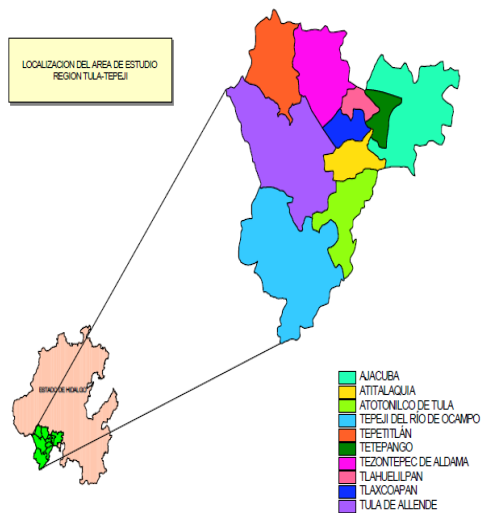 LOCALIZACION DEL AREA DE ESTUDIO
REGION TULA-TEPEJI
ESTADO DE HIDALGO
AJACUBA
ATITALAQUIA
ATOTONILCO DE TULA
TEPEJI DEL RÍO DE OCAMPO
TEPETITLÁN
TETEPANGO
TEZONTEPEC DE ALDAMA
TLAHUELILPAN
TLAXCOAPAN
TULA DE ALLENDE